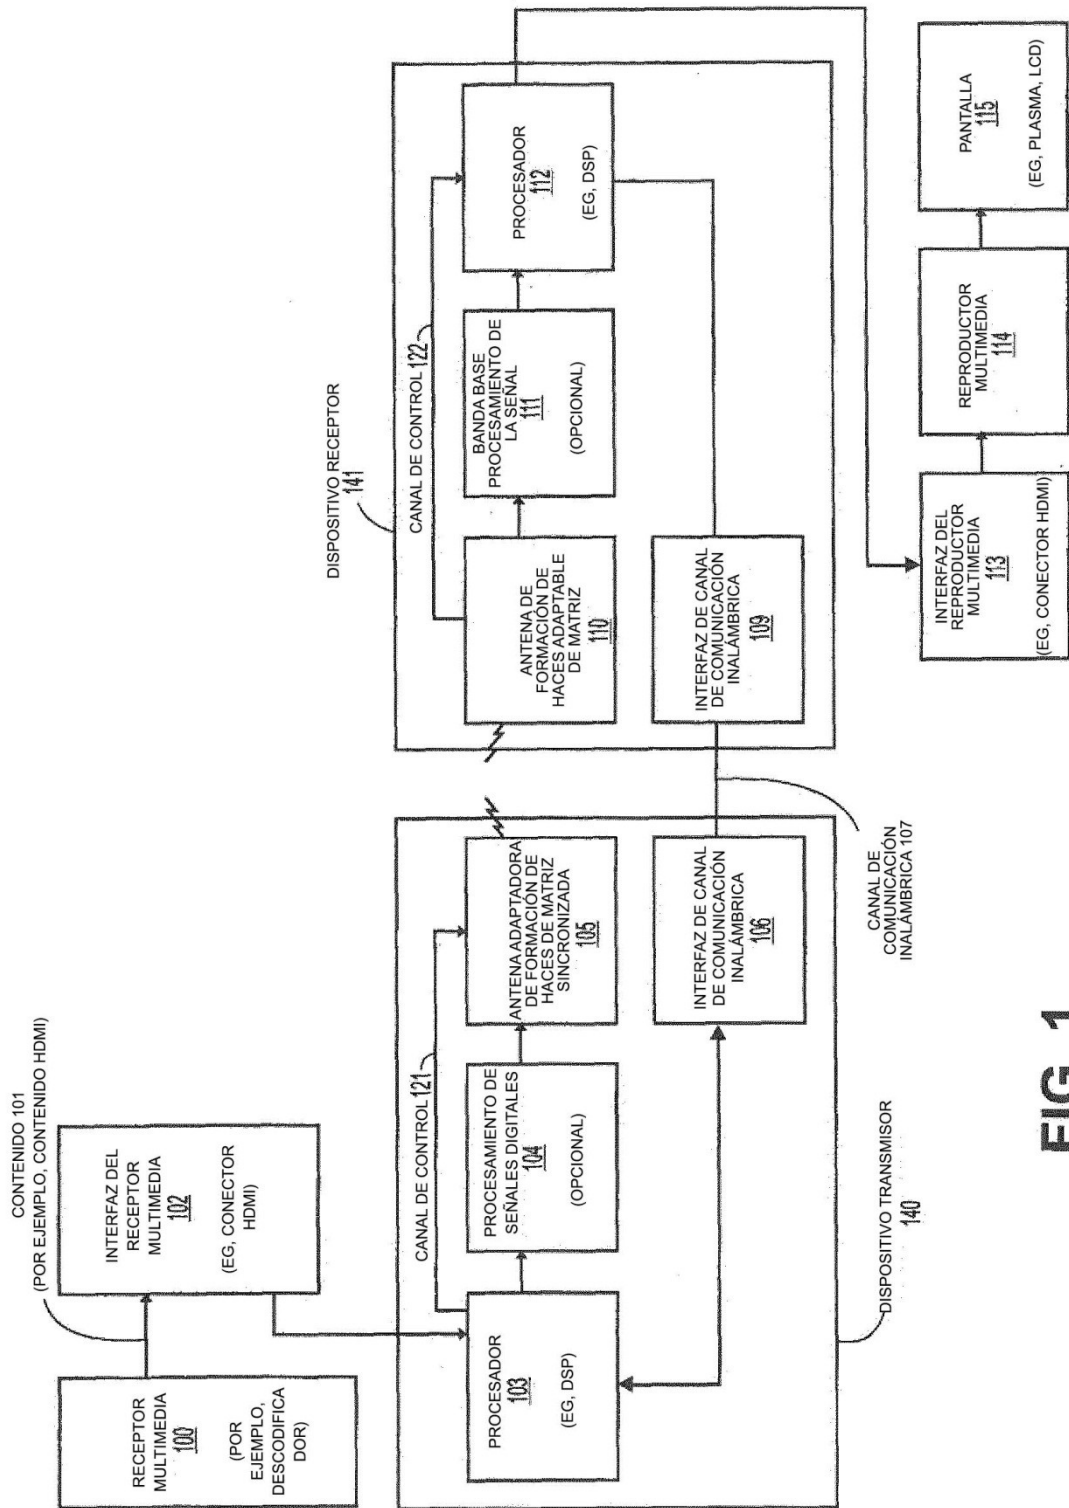 CONTENIDO 101
(POR EJEMPLO, CONTENIDO HDMI)
RECEPTOR
MULTIMEDIA
100
(POR
EJEMPLO,
DESCODIFICA
DOR)
INTERFAZ DEL
RECEPTOR
MULTIMEDIA
102
(EG, CONECTOR
HDMI)
CANAL DE CONTROL 121
PROCESADOR
103
(EG, DSP)
PROCESAMIENTO DE
SEÑALES DIGITALES
104
(OPCIONAL)
ANTENA ADAPTADORA
DE FORMACIÓN DE
HACES DE MATRIZ
SINCRONIZADA
105
INTERFAZ DE CANAL
DE COMUNICACIÓN
INALÁMBRICA
106
DISPOSITIVO TRANSMISOR
140
CANAL DE
COMUNICACIÓN
INALÁMBRICA 107
DISPOSITIVO RECEPTOR
141
CANAL DE CONTROL 122
ANTENA DE
FORMACIÓN DE
HACES ADAPTABLE
DE MATRIZ
110
BANDA BASE
PROCESAMIENTO DE
LA SEÑAL
111
(OPCIONAL)
PROCESADOR
112
(EG, DSP)
INTERFAZ DE CANAL
DE COMUNICACIÓN
INALÁMBRICA
109
INTERFAZ DEL
REPRODUCTOR
MULTIMEDIA
113
(EG, CONECTOR HDMI)
REPRODUCTOR
MULTIMEDIA
114
PANTALLA
115
(EG, PLASMA, LCD)
FIG. 1